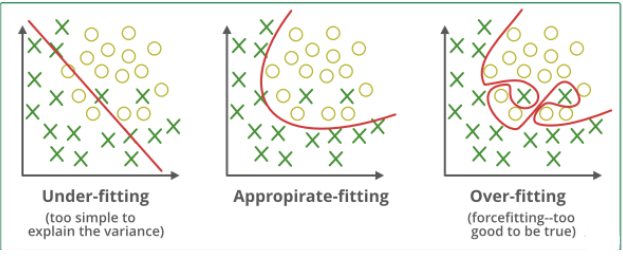 Under-fitting
(too simple to
explain the variance)
Appropirate-fitting
Over-fitting
(forcefitting--too
good to be true)